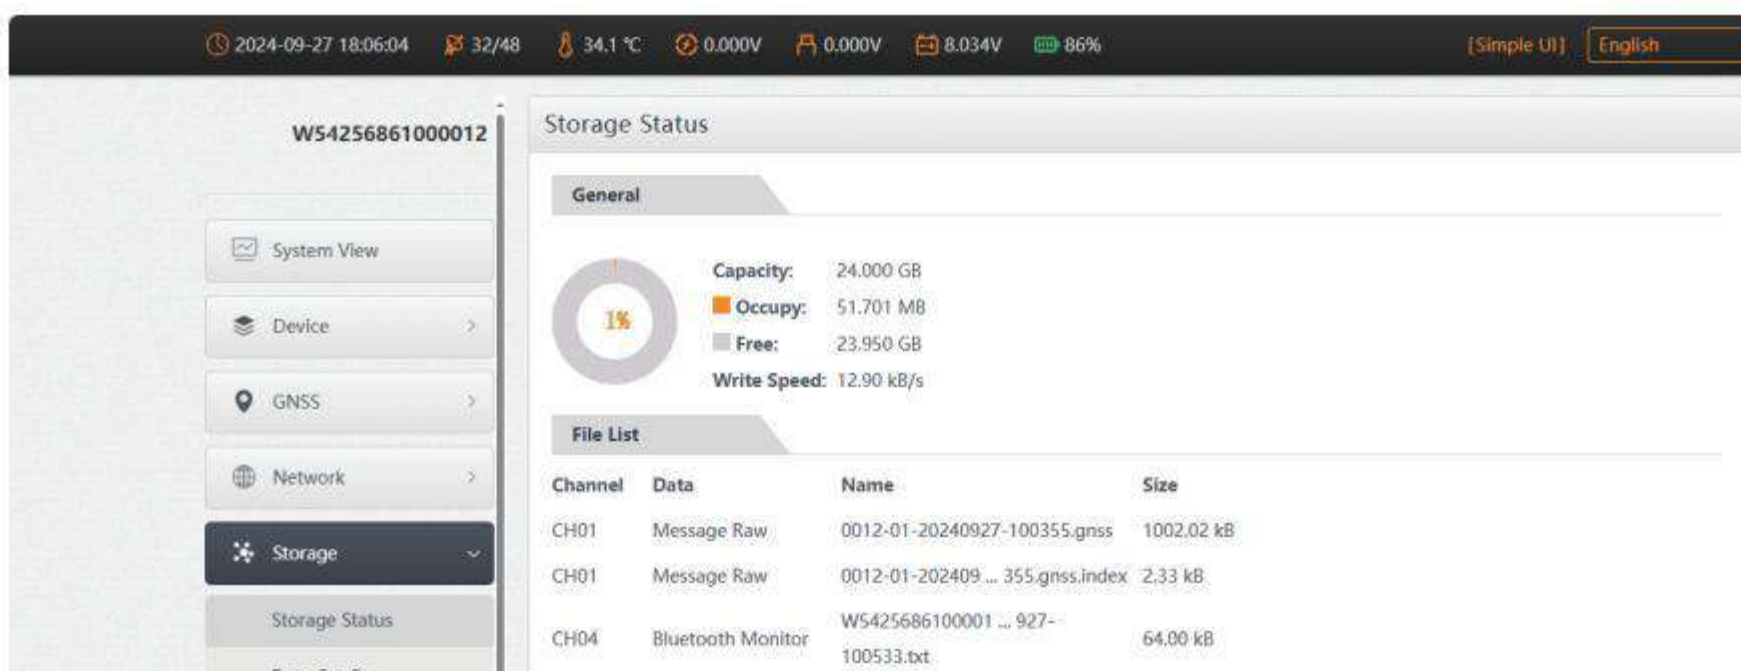 2024-09-27 18:06:04 32/48 34.1 ℃ 0.000V 0.000V 8.034V 86% [Simple UI] English
W54256861000012
System View
Device
GNSS
Network
Storage
Storage Status
Storage Status
General
1%
Capacity: 24.000 GB
Occupy: 51.701 MB
Free: 23.950 GB
Write Speed: 12.90 kB/s
File List
Channel Data Name Size
CH01 Message Raw 0012-01-20240927-100355.gnss 1002.02 kB
CH01 Message Raw 0012-01-202409 ... 355.gnss.index 2.33 kB
CH04 Bluetooth Monitor W5425686100001 ... 927-
100533.txt 64.00 kB